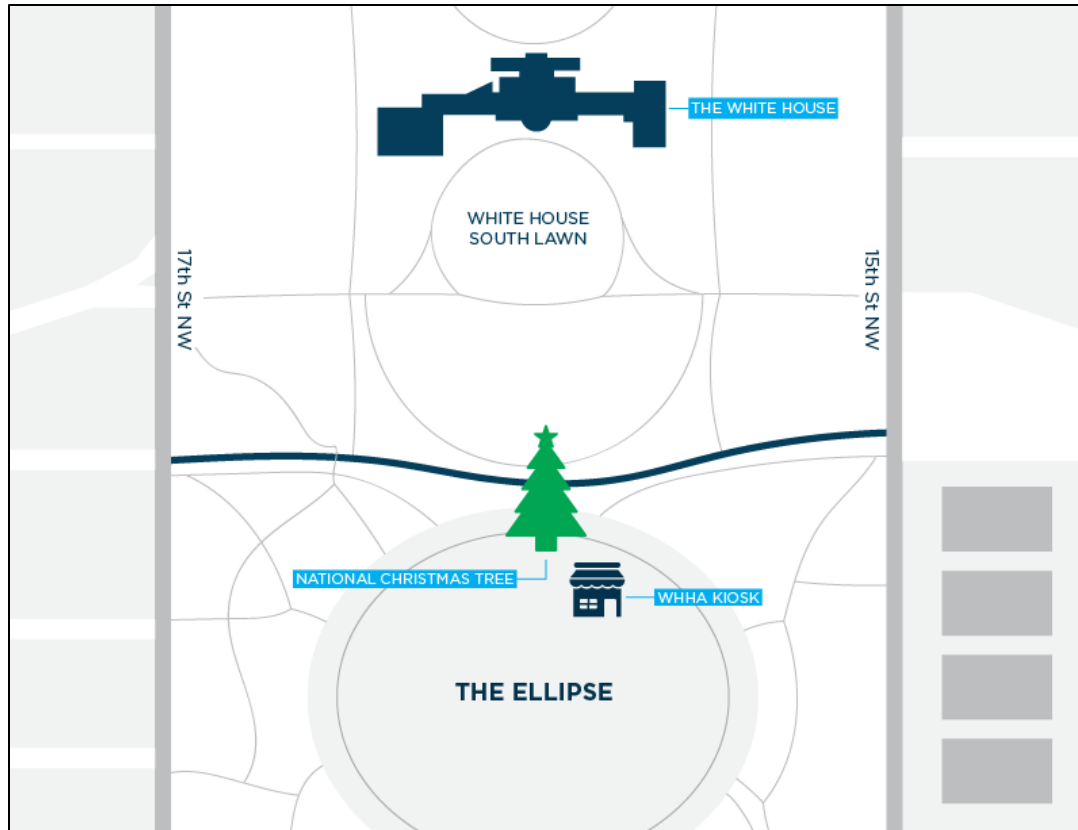 THE WHITE HOUSE
WHITE HOUSE
SOUTH LAWN
17th St NW
15th St NW
NATIONAL CHRISTMAS TREE
WHHA KIOSK
THE ELLIPSE